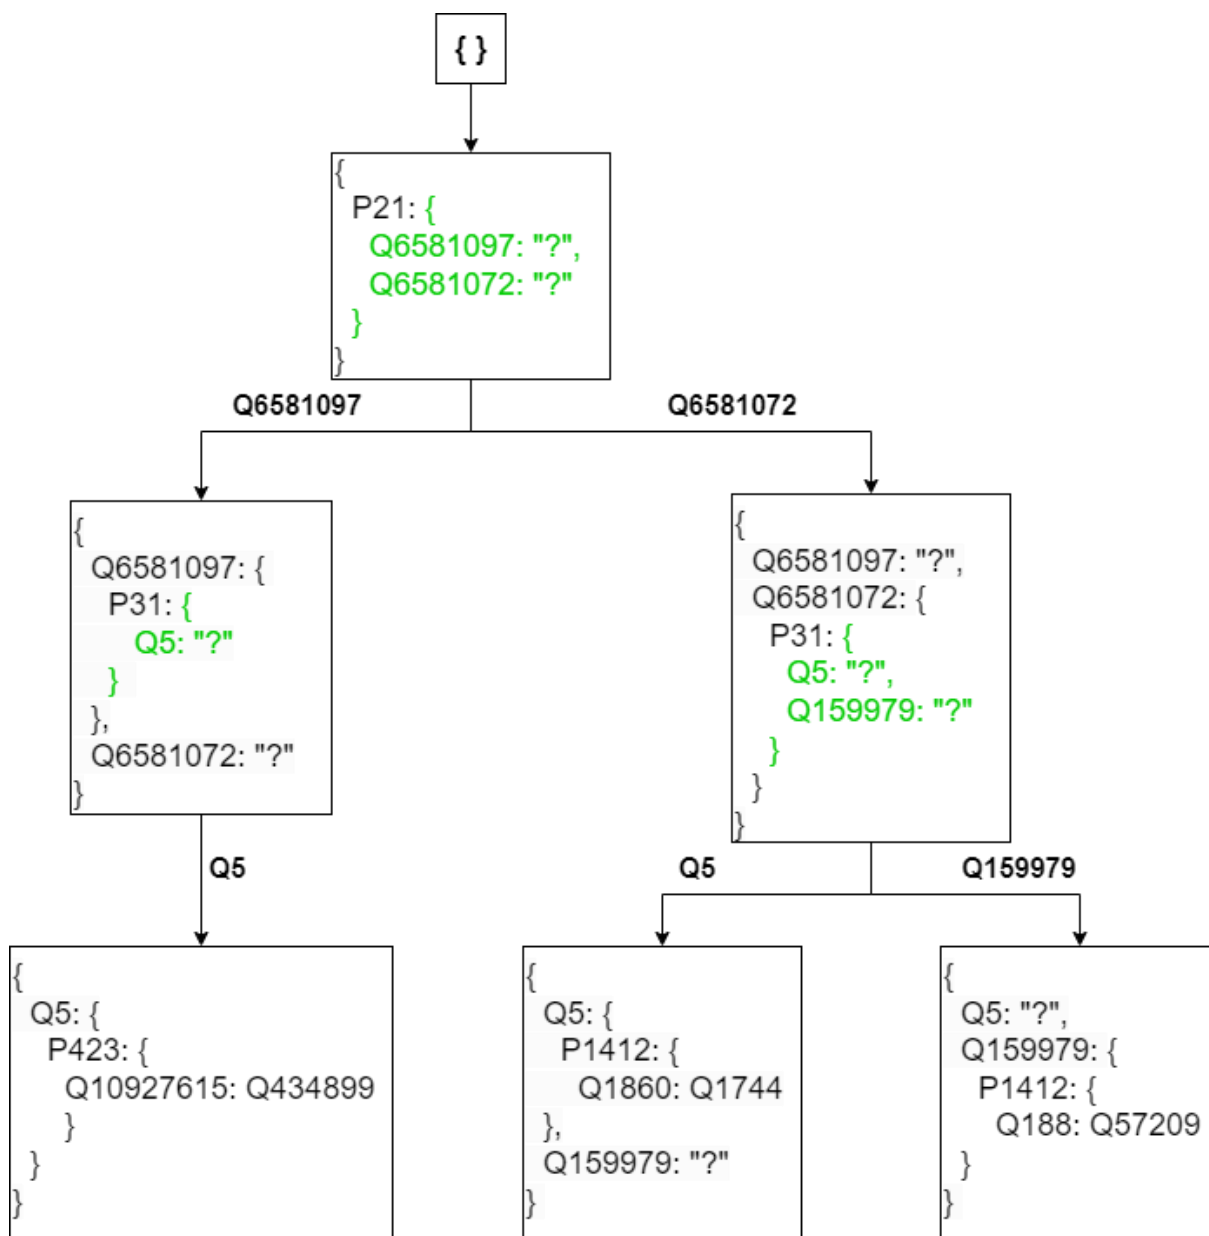 { }
{
P21: {
Q6581097: "?",
Q6581072: "?"
}
}
Q6581097
Q6581072
{
Q6581097: {
P31: {
Q5: "?"
}
},
Q6581072: "?"
}
{
Q6581097: "?",
Q6581072: {
P31: {
Q5: "?",
Q159979: "?"
}
}
}
Q5
Q5
Q159979
{
Q5: {
P423: {
Q10927615: Q434899
}
}
}
{
Q5: {
P1412: {
Q1860: Q1744
},
Q159979: "?"
}
{
Q5: "?",
Q159979: {
P1412: {
Q188: Q57209
}
}